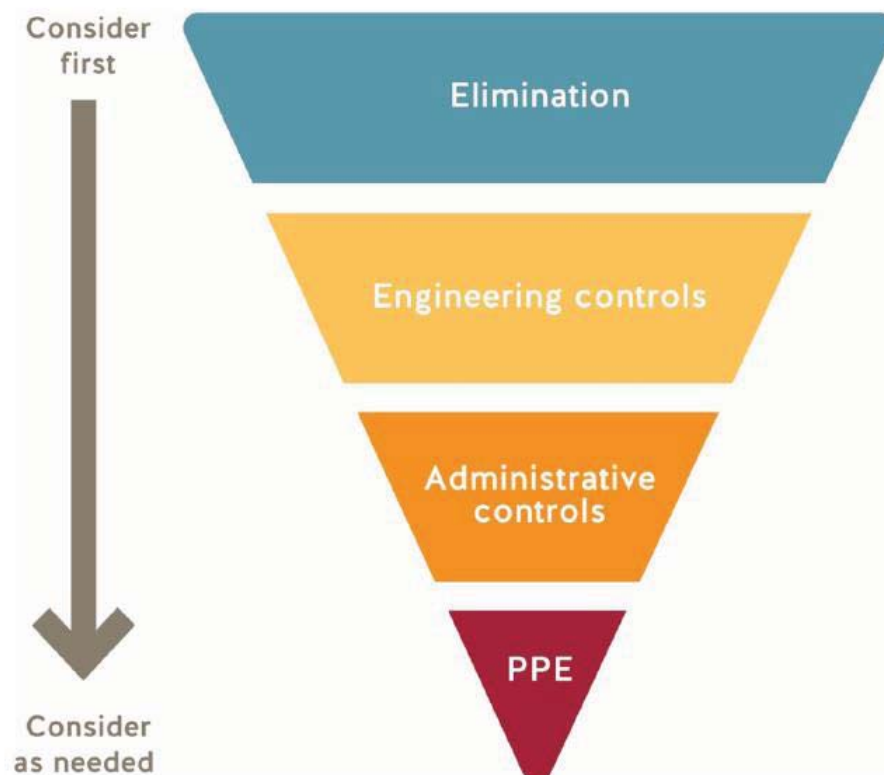 Consider
first
Elimination
Engineering controls
Administrative
controls
PPE
Consider
as needed